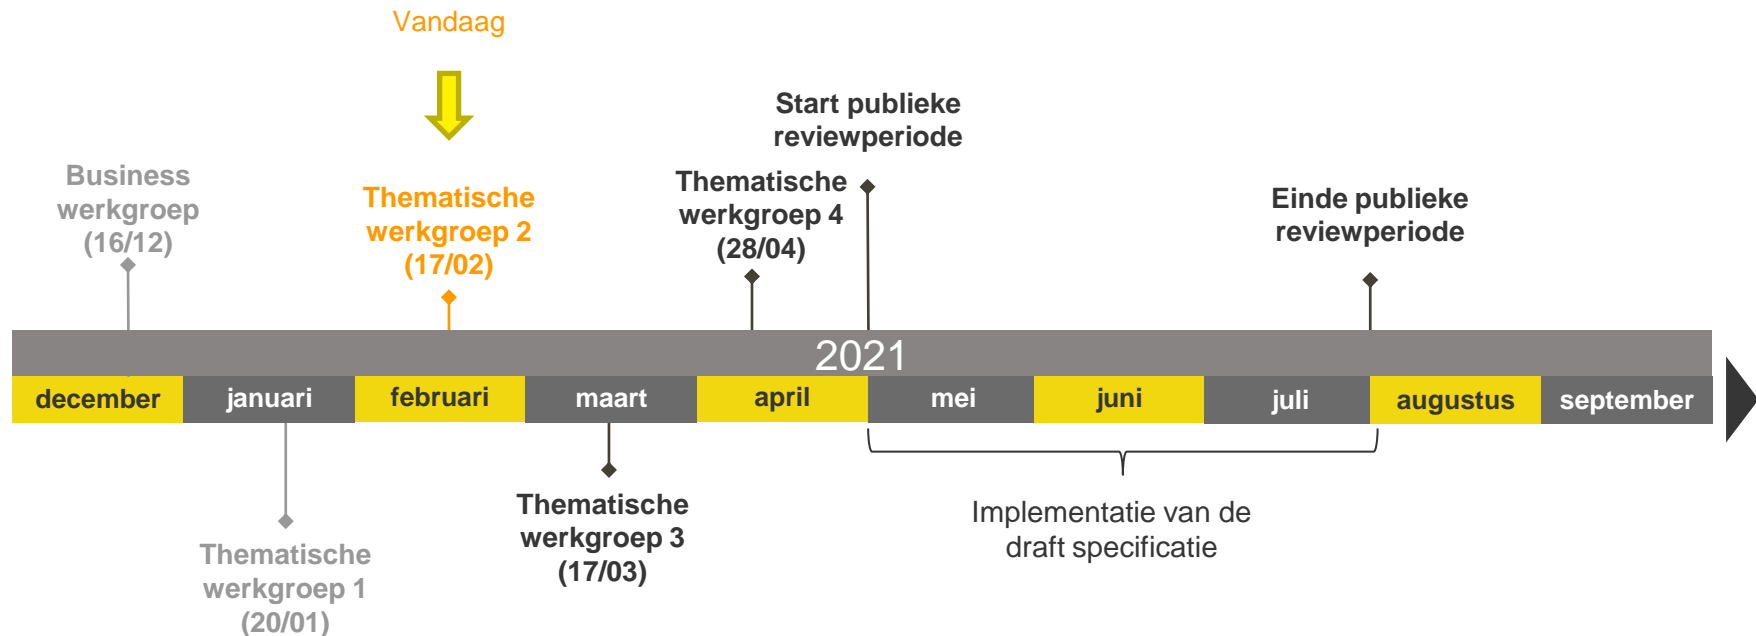 Vandaag
Start publieke
reviewperiode
Business
werkgroep
(16/12)
Thematische
werkgroep 2
(17/02)
Thematische
werkgroep 4
(28/04)
Einde publieke
reviewperiode
2021
december januari februari maart april mei juni juli augustus september
Thematische
werkgroep 1
(20/01)
Thematische
werkgroep 3
(17/03)
Implementatie van de
draft specificatie